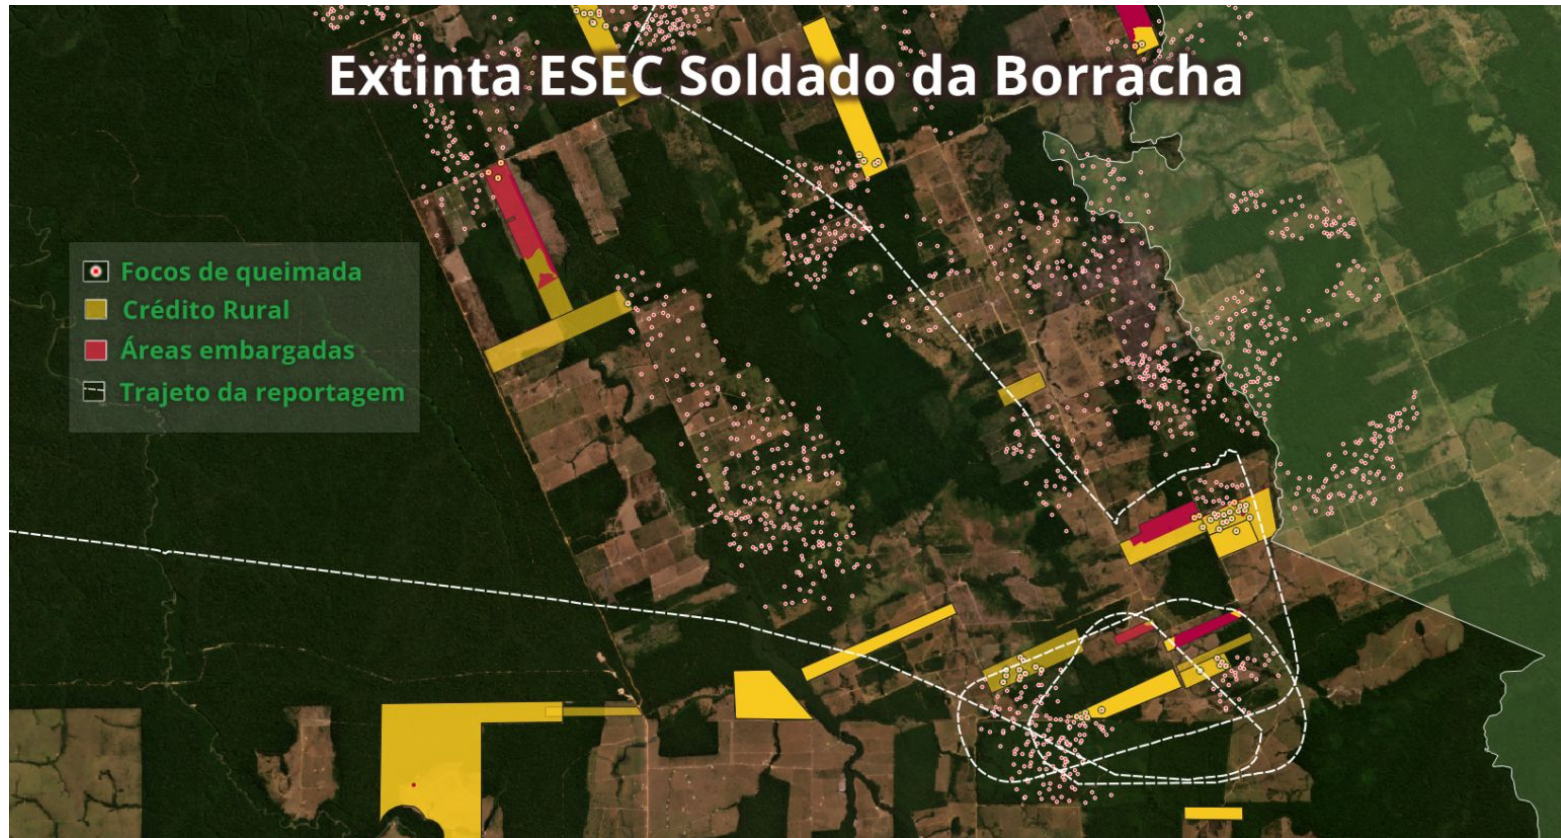 Extinta ESEC Soldado da Borracha
Focos de queimada
Crédito Rural
Áreas embargadas
Trajeto da reportagem